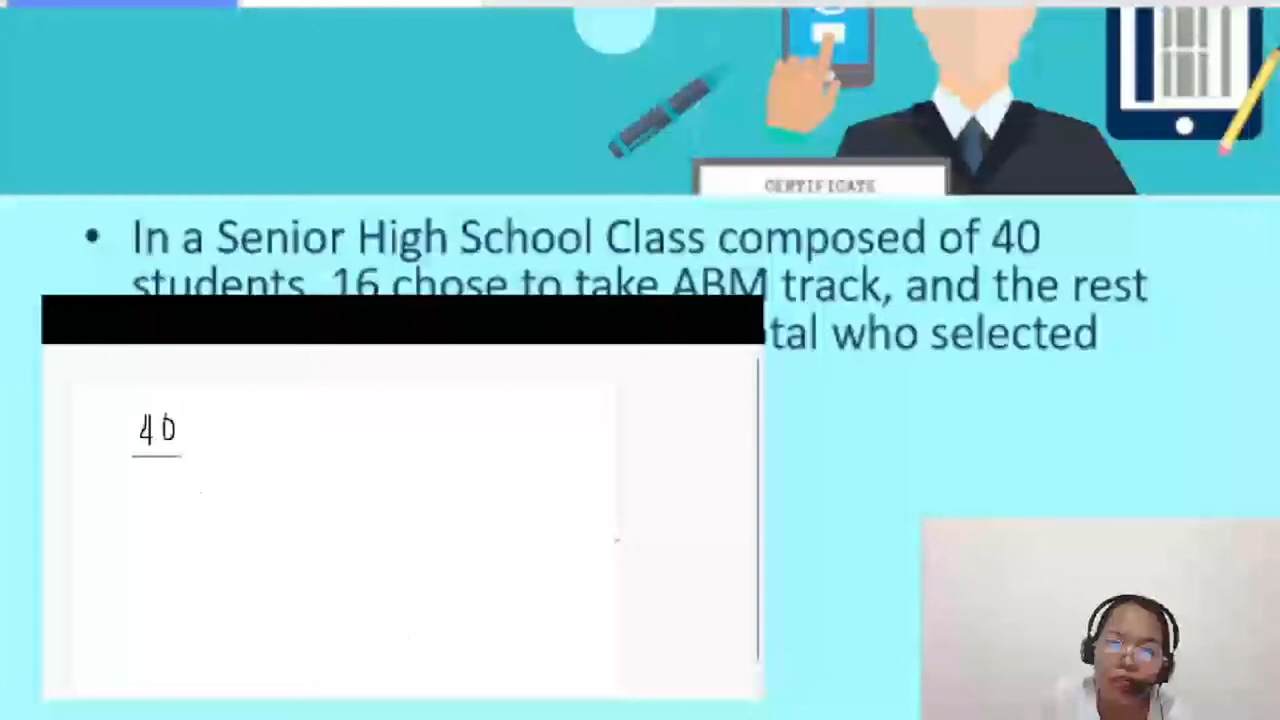 CERTIFICATE
• In a Senior High School Class composed of 40
students, 16 chose to take ABM track, and the rest
tal who selected
40